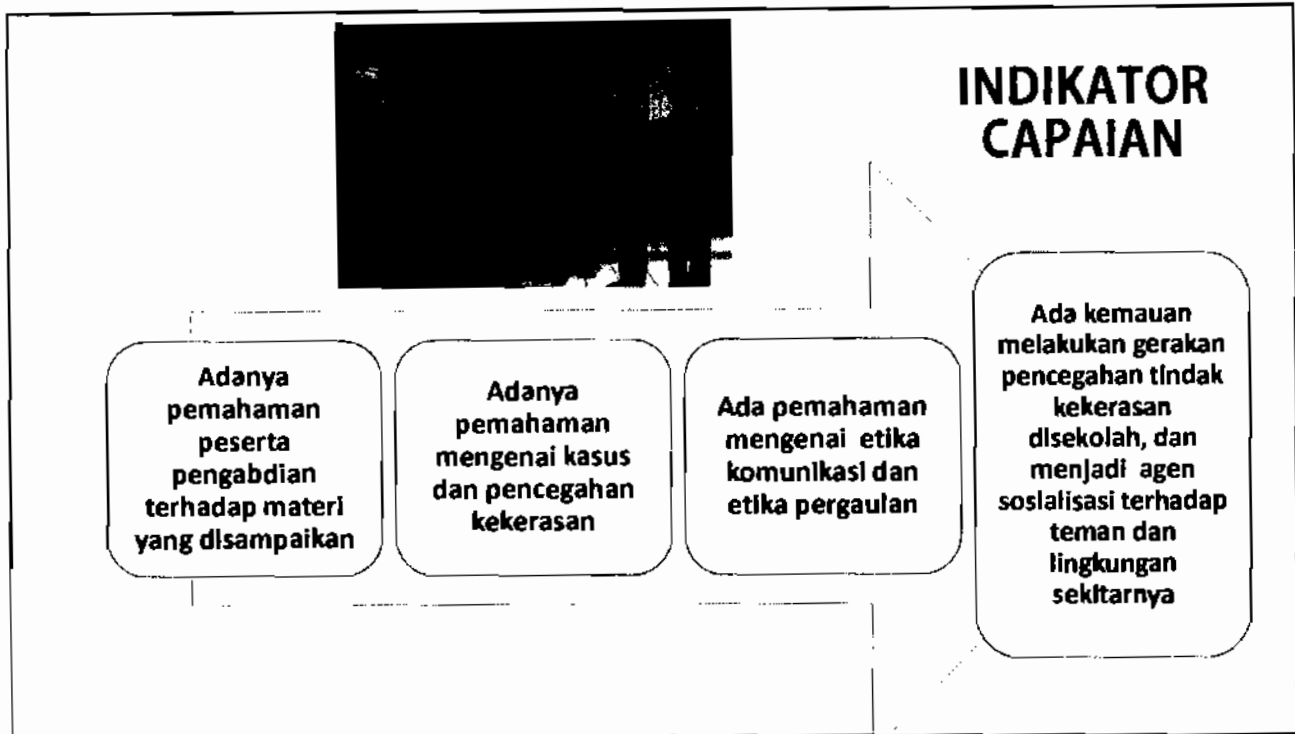 INDIKATOR
CAPAIAN
Adanya
pemahaman
peserta
pengabdian
terhadap materi
yang disampaikan
Adanya
pemahaman
mengenai kasus
dan pencegahan
kekerasan
Ada pemahaman
mengenai etika
komunikasi dan
etika pergaulan
Ada kemauan
melakukan gerakan
pencegahan tindak
kekerasan
disekolah, dan
menjadi agen
sosialisasi terhadap
teman dan
lingkungan
sekitarnya